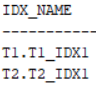 IDX_NAME
-----------
T1.T1_IDX1
T2.T2_IDX1